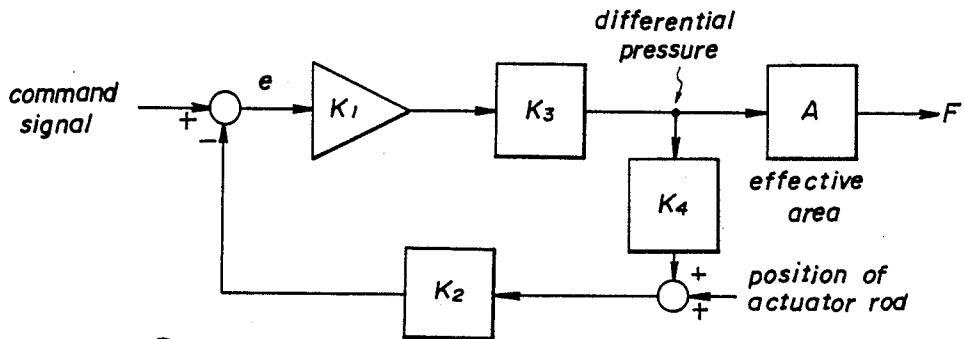 differential
pressure
command
signal
+
−
e
K1
K3
A
F
effective
area
K4
+
+
position of
actuator rod
K2